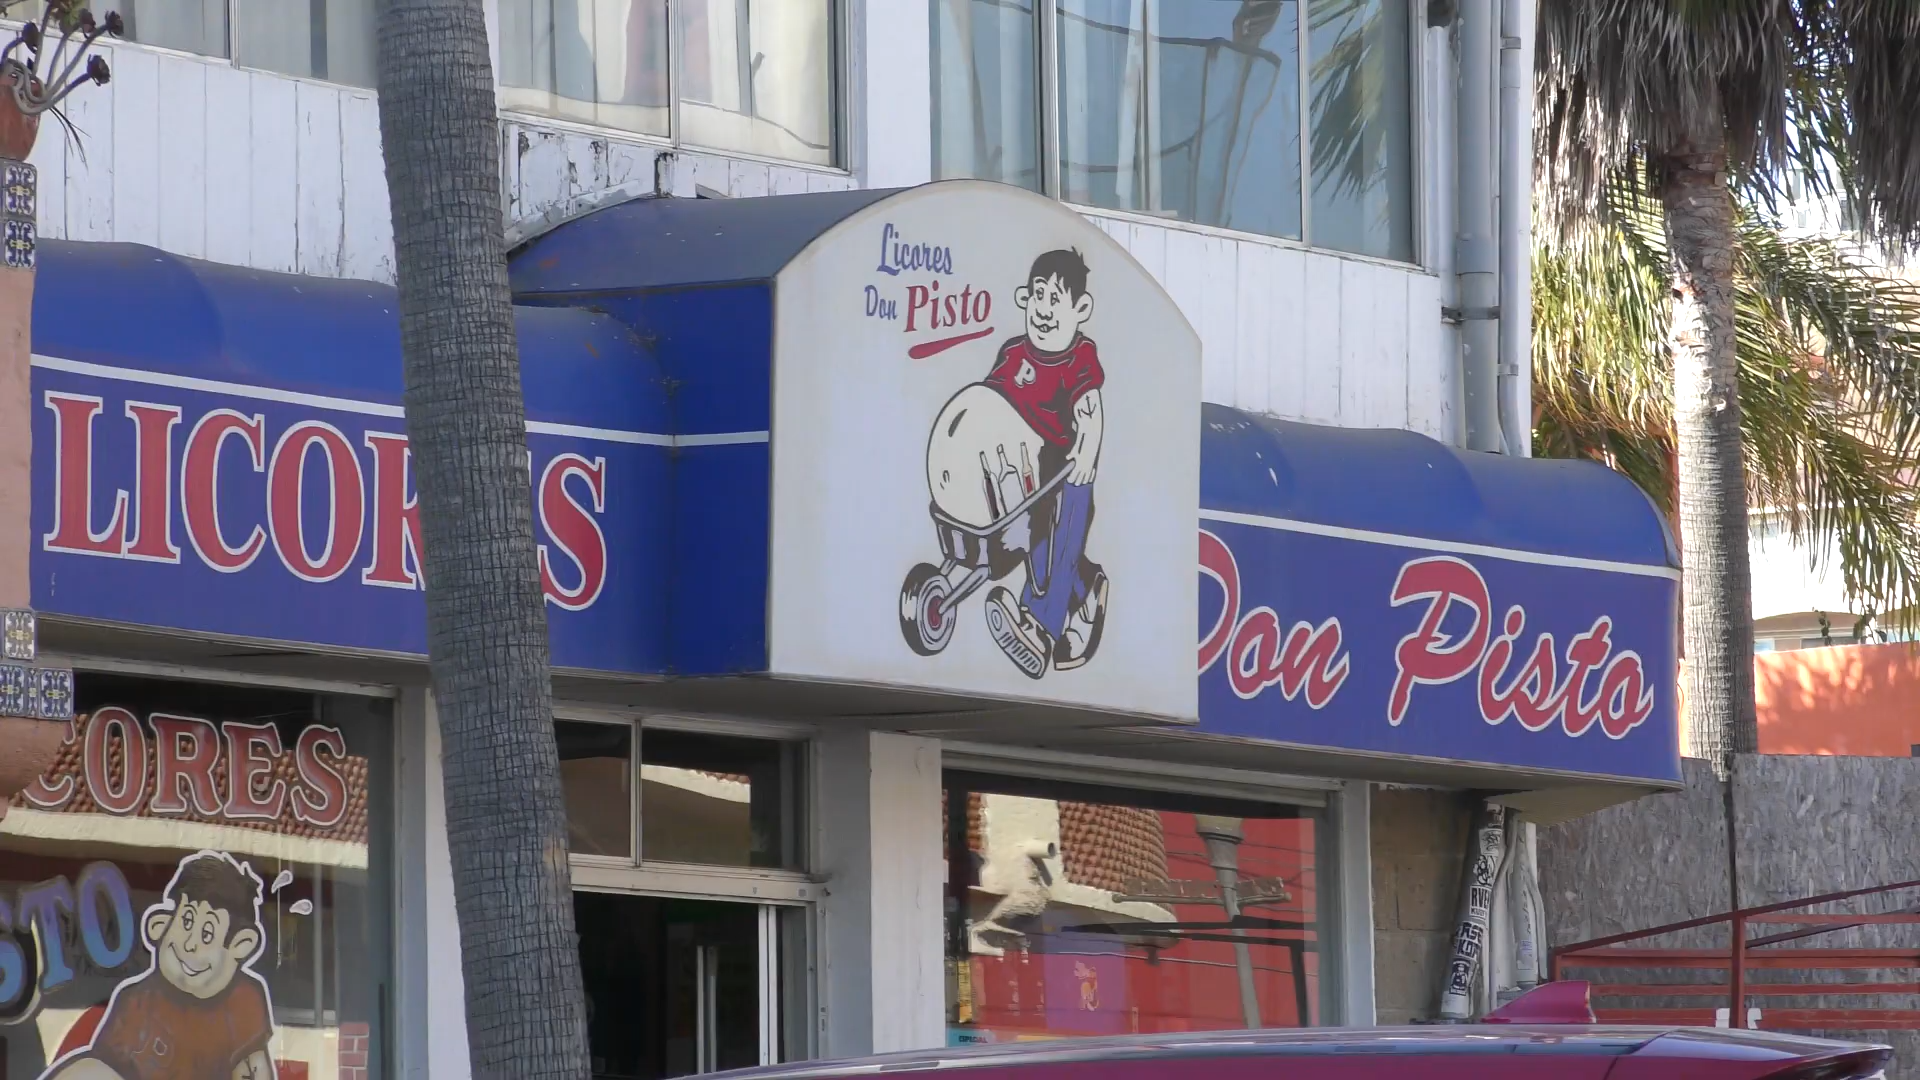 LICORES
Licores
Don Pisto
P
Don Pisto
CORES
STO